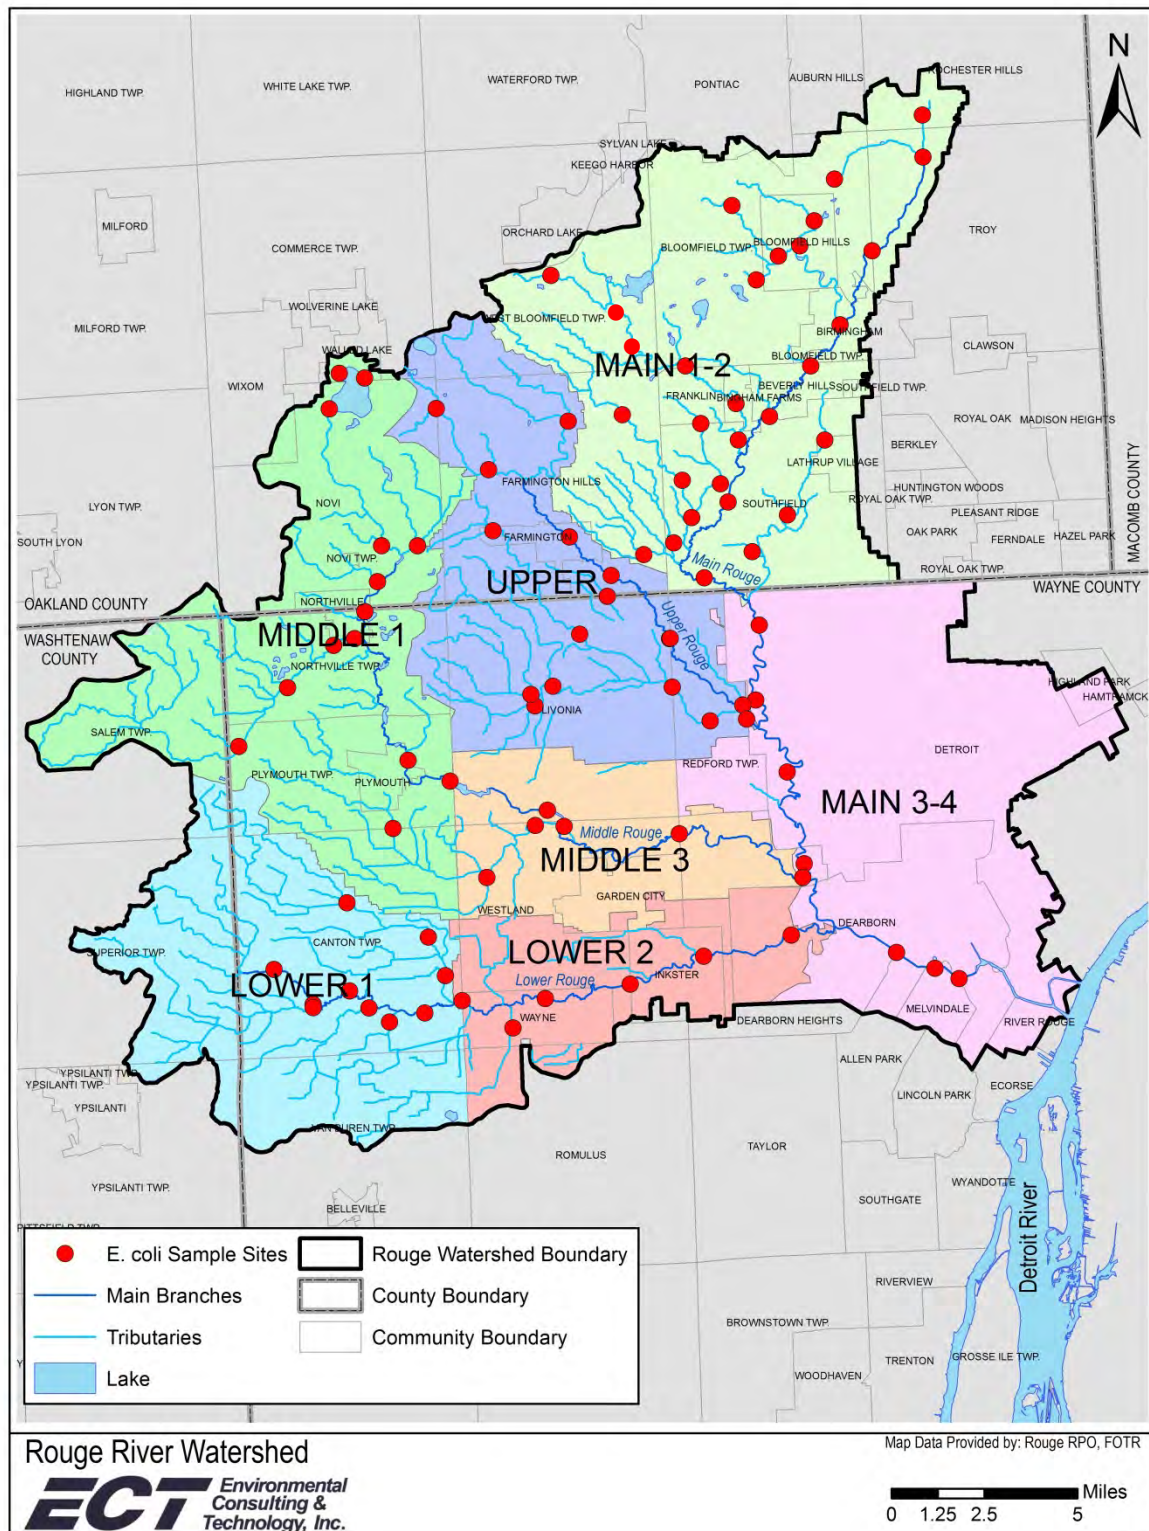 N
ROCHESTER HILLS
AUBURN HILLS
WATERFORD TWP.
PONTIAC
WHITE LAKE TWP.
HIGHLAND TWP.
SYLVAN LAKE
KEEGO HARBOR
MILFORD
ORCHARD LAKE
TROY
COMMERCE TWP.
BLOOMFIELD TWP.
BLOOMFIELD HILLS
WOLVERINE LAKE
WEST BLOOMFIELD TWP.
MILFORD TWP.
BIRMINGHAM
CLAWSON
WALLED LAKE
MAIN 1-2
BLOOMFIELD TWP.
WIXOM
BEVERLY HILLS
SOUTHFIELD TWP.
FRANKLIN
BINGHAM FARMS
ROYAL OAK
MADISON HEIGHTS
BERKLEY
LATHRUP VILLAGE
FARMINGTON HILLS
HUNTINGTON WOODS
ROYAL OAK TWP.
NOVI
SOUTHFIELD
LYON TWP.
PLEASANT RIDGE
MACOMB COUNTY
OAK PARK
FERNDALE
HAZEL PARK
SOUTH LYON
FARMINGTON
NOVI TWP.
Main Rouge
ROYAL OAK TWP.
UPPER
WAYNE COUNTY
OAKLAND COUNTY
NORTHVILLE
Upper Rouge
WASHTENAW
COUNTY
MIDDLE 1
NORTHVILLE TWP.
HIGHLAND PARK
HAMTRAMCK
LIVONIA
SALEM TWP.
DETROIT
REDFORD TWP.
PLYMOUTH TWP.
PLYMOUTH
MAIN 3-4
Middle Rouge
MIDDLE 3
GARDEN CITY
WESTLAND
DEARBORN
CANTON TWP.
SUPERIOR TWP.
LOWER 2
INKSTER
LOWER 1
Lower Rouge
MELVINDALE
WAYNE
DEARBORN HEIGHTS
RIVER ROUGE
ALLEN PARK
YPSILANTI TWP.
YPSILANTI TWP.
ECORSE
LINCOLN PARK
YPSILANTI
VAN BUREN TWP.
TAYLOR
ROMULUS
WYANDOTTE
YPSILANTI TWP.
SOUTHGATE
BELLEVILLE
PITTSFIELD TWP.
Detroit River
RIVERVIEW
BROWNSTOWN TWP.
TRENTON
GROSSE ILE TWP.
WOODHAVEN
E. coli Sample Sites
Rouge Watershed Boundary
Main Branches
County Boundary
Tributaries
Community Boundary
Lake
Rouge River Watershed
Map Data Provided by: Rouge RPO, FOTR
ECT
Environmental
Consulting &
Technology, Inc.
Miles
0 1.25 2.5 5